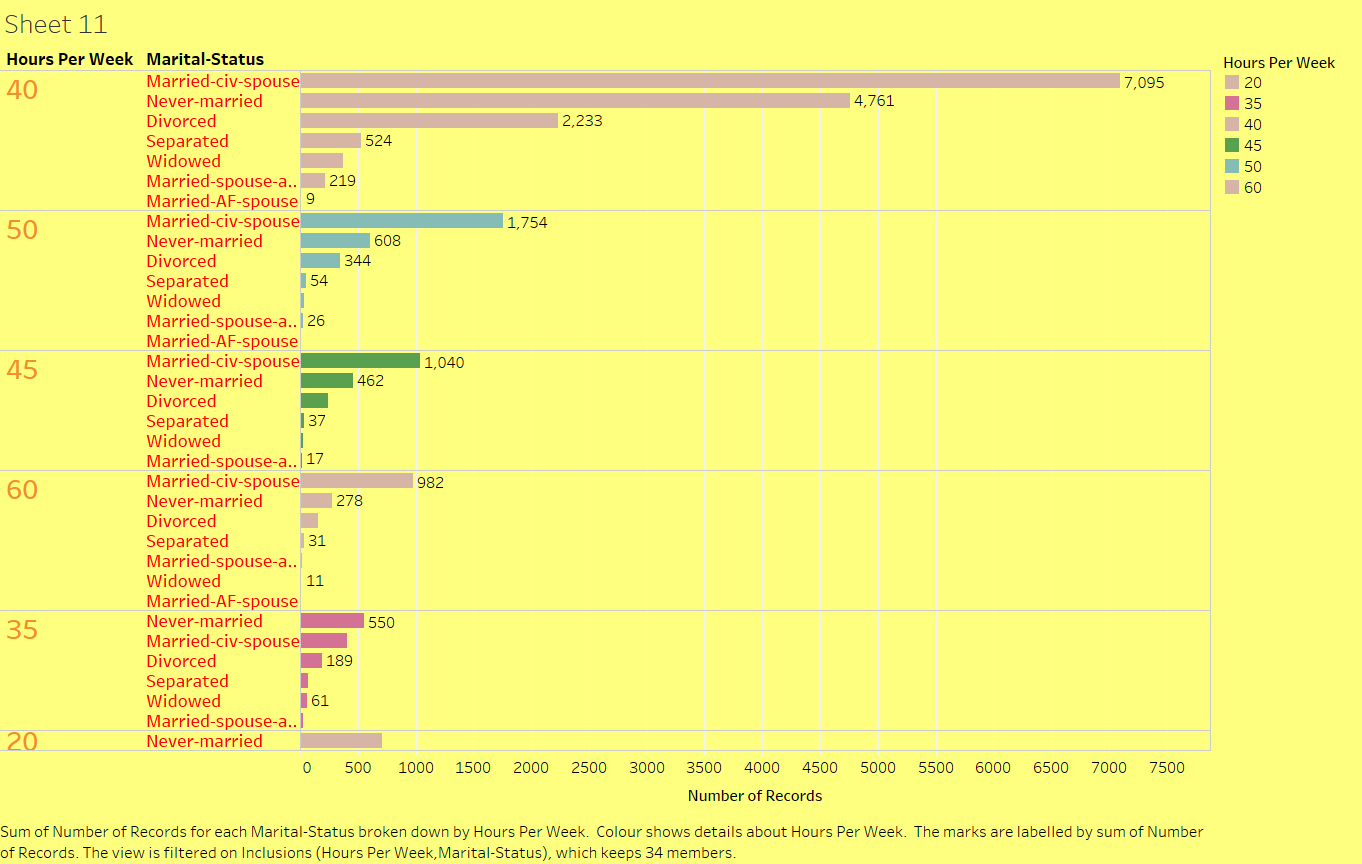 Sheet 11
Hours Per Week Marital-Status
40 Married-civ-spouse 7,095
Never-married 4,761
Divorced 2,233
Separated 524
Widowed
Married-spouse-a.. 219
Married-AF-spouse 9
50 Married-civ-spouse 1,754
Never-married 608
Divorced 344
Separated 54
Widowed
Married-spouse-a.. 26
Married-AF-spouse
45 Married-civ-spouse 1,040
Never-married 462
Divorced
Separated 37
Widowed
Married-spouse-a.. 17
60 Married-civ-spouse 982
Never-married 278
Divorced
Separated 31
Married-spouse-a..
Widowed 11
Married-AF-spouse
35 Never-married 550
Married-civ-spouse
Divorced 189
Separated
Widowed 61
Married-spouse-a..
20 Never-married
0 500 1000 1500 2000 2500 3000 3500 4000 4500 5000 5500 6000 6500 7000 7500
Number of Records
Hours Per Week
20
35
40
45
50
60
Sum of Number of Records for each Marital-Status broken down by Hours Per Week.  Colour shows details about Hours Per Week.  The marks are labelled by sum of Number
of Records. The view is filtered on Inclusions (Hours Per Week,Marital-Status), which keeps 34 members.